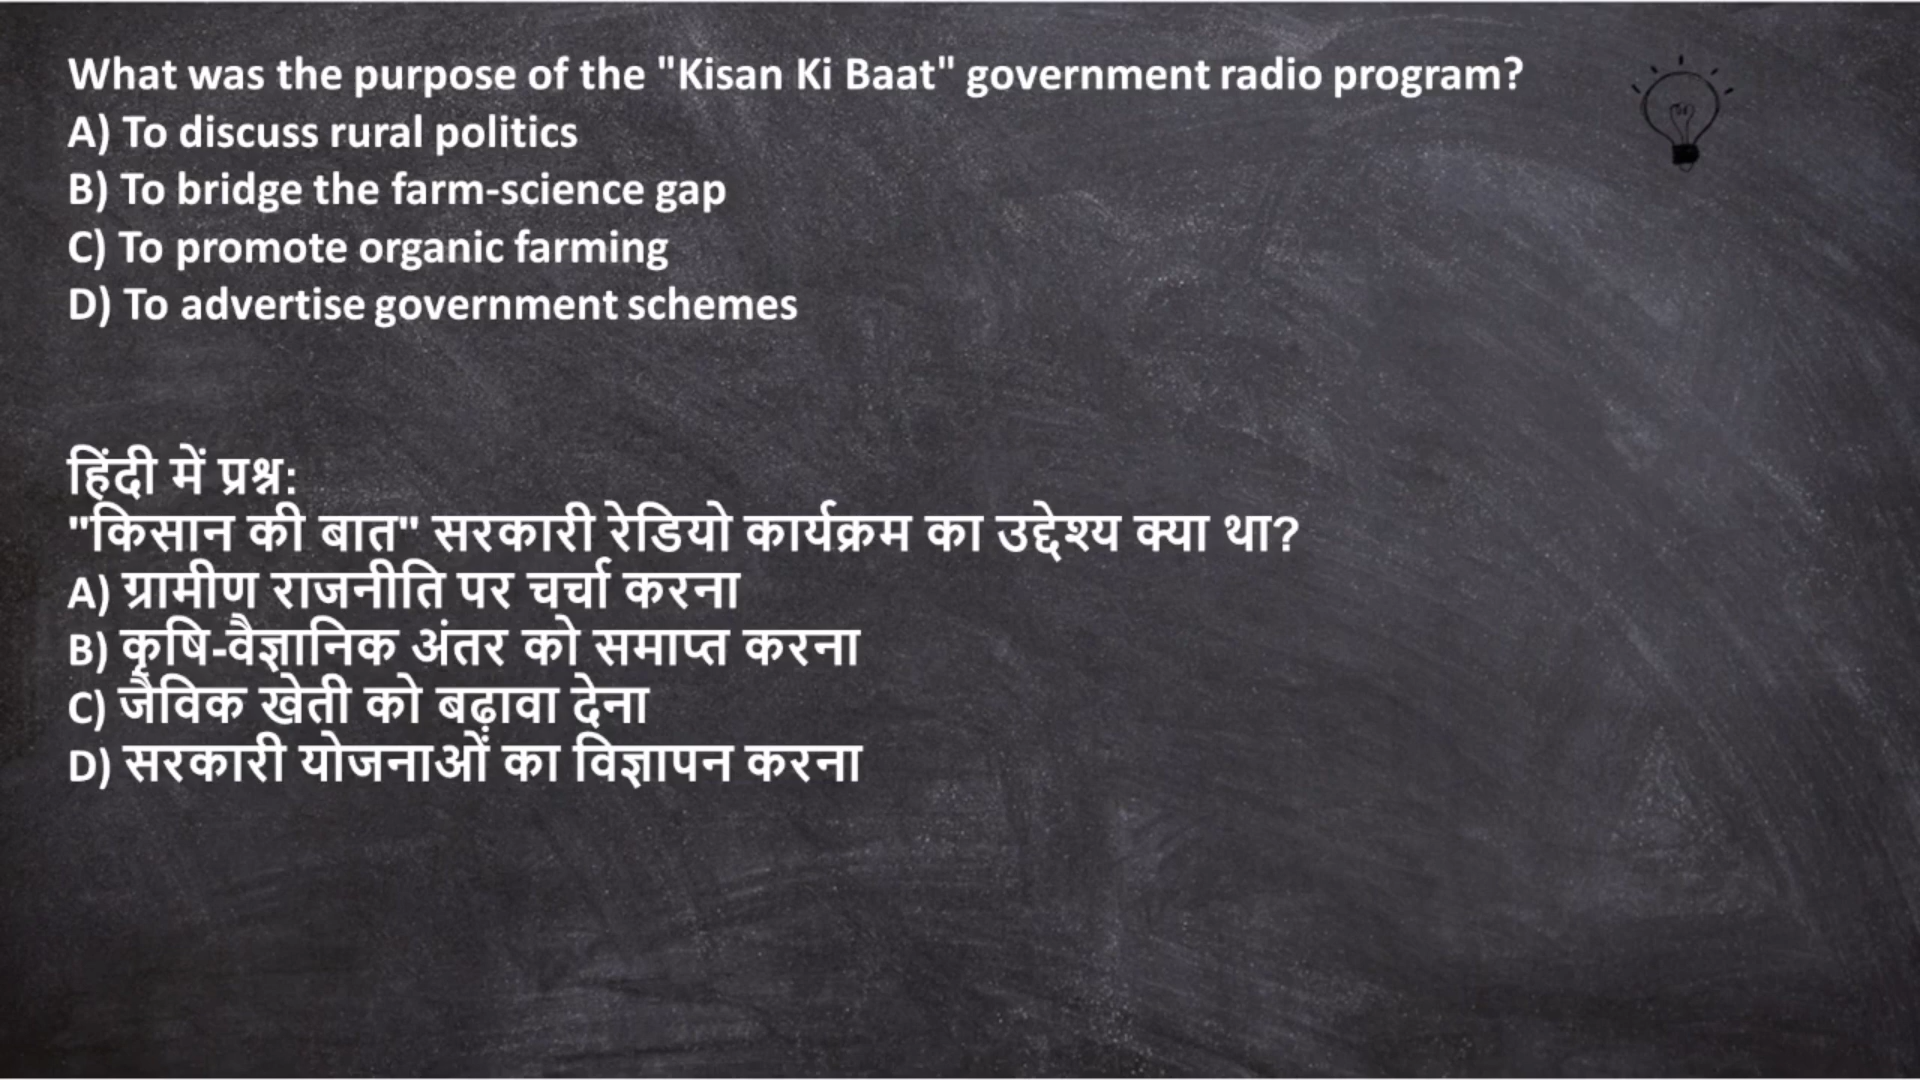 What was the purpose of the "Kisan Ki Baat" government radio program?
A) To discuss rural politics
B) To bridge the farm-science gap
C) To promote organic farming
D) To advertise government schemes
हिंदी में प्रश्न:
"किसान की बात" सरकारी रेडियो कार्यक्रम का उद्देश्य क्या था?
A) ग्रामीण राजनीति पर चर्चा करना
B) कृषि-वैज्ञानिक अंतर को समाप्त करना
C) जैविक खेती को बढ़ावा देना
D) सरकारी योजनाओं का विज्ञापन करना